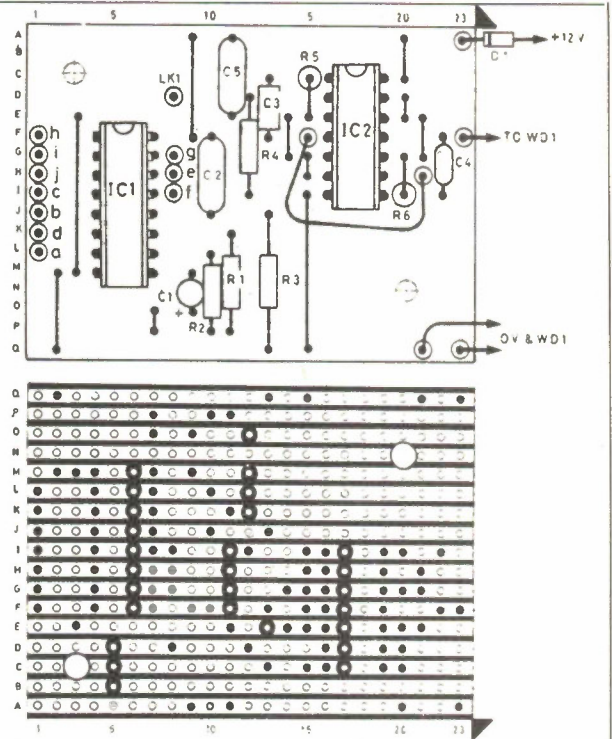 1 5 10 5 20 23
A
B
C
D
E
F
G
H
I
J
K
L
M
N
O
P
Q
+12V
D1
R5
C5
LK1
C3
IC2
R4
TO WD1
C4
h
i
j
c
b
d
a
g
e
f
IC1
C2
R6
C1
+
R2
R1
R3
0V & WD1
Q
P
O
N
M
L
K
J
I
H
G
F
E
D
C
B
A
1 5 10 15 20 23